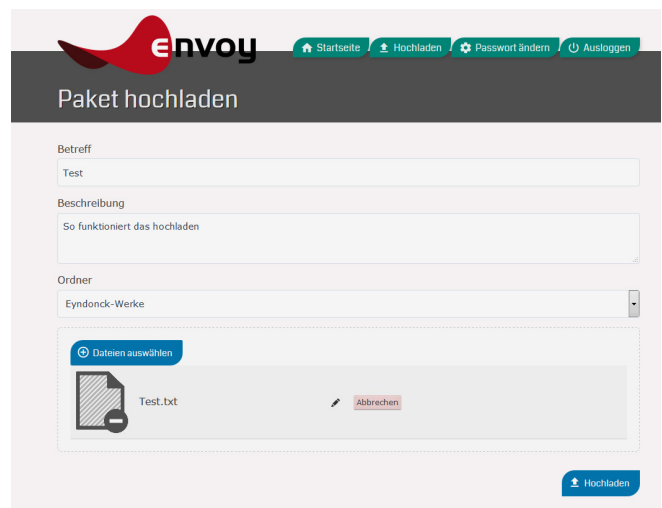 envoy
Startseite
Hochladen
Passwort ändern
Ausloggen
Paket hochladen
Betreff
Test
Beschreibung
So funktioniert das hochladen
Ordner
Eyndonck-Werke
Dateien auswählen
Test.txt
Abbrechen
Hochladen